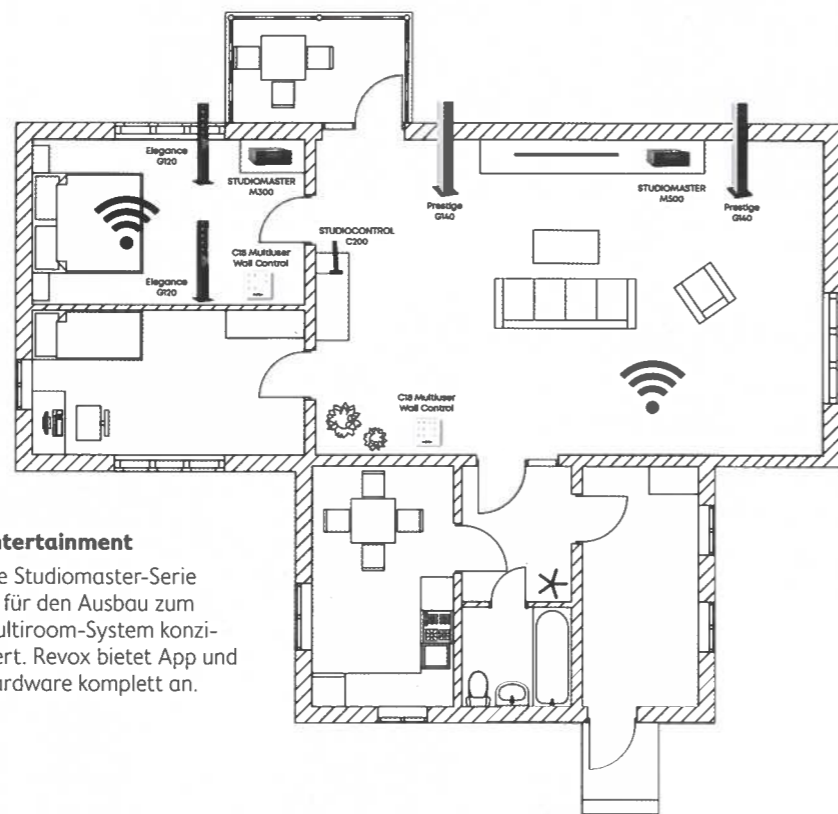 Elegance
G120
STUDIOMASTER
M300
Elegance
G120
C18 Multiuser
Wall Control
STUDIOCONTROL
C200
Prestige
G140
STUDIOMASTER
M500
Prestige
G140
C18 Multiuser
Wall Control
ntertainment
e Studiomaster-Serie
für den Ausbau zum
ultiroom-System konzi-
ert. Revox bietet App und
ardware komplett an.